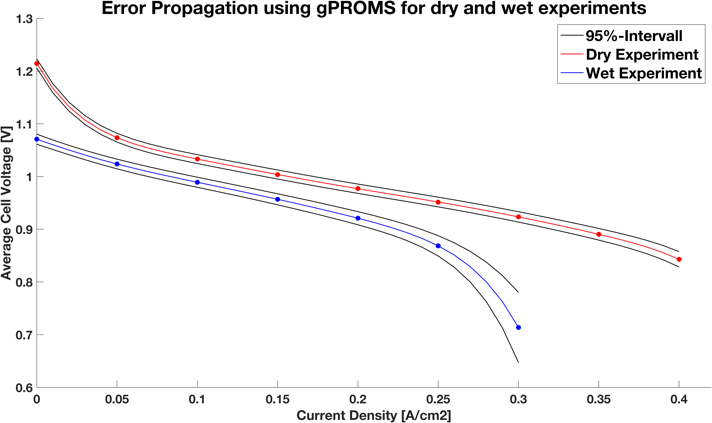 Error Propagation using gPROMS for dry and wet experiments
95%-Intervall
Dry Experiment
Wet Experiment
Average Cell Voltage [V]
1.3
1.2
1.1
1
0.9
0.8
0.7
0.6
0
0.05
0.1
0.15
0.2
0.25
0.3
0.35
0.4
Current Density [A/cm2]